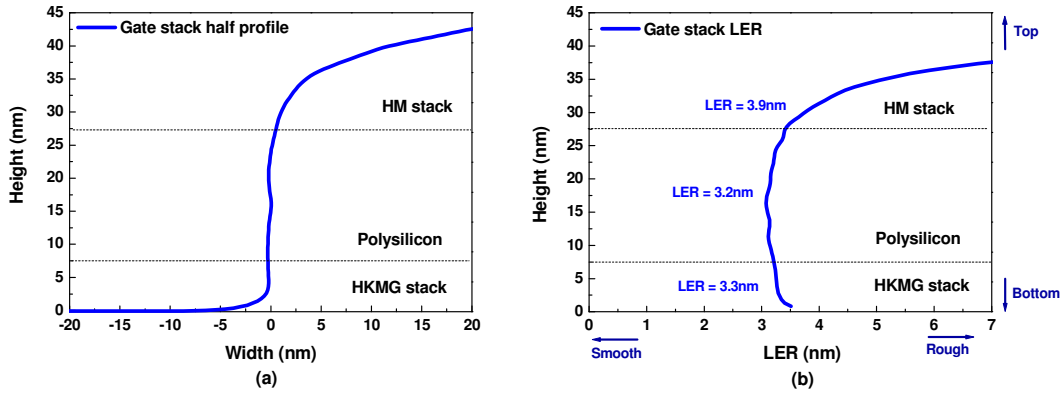 Gate stack half profile
45
40
35
30
25
20
15
10
5
0
Height (nm)
HM stack
Polysilicon
HKMG stack
-20 -15 -10 -5 0 5 10 15 20
Width (nm)
(a)
Gate stack LER
45
40
35
30
25
20
15
10
5
0
Height (nm)
LER = 3.9nm
HM stack
LER = 3.2nm
Polysilicon
LER = 3.3nm
HKMG stack
Top
Bottom
0 1 2 3 4 5 6 7
Smooth
LER (nm)
Rough
(b)